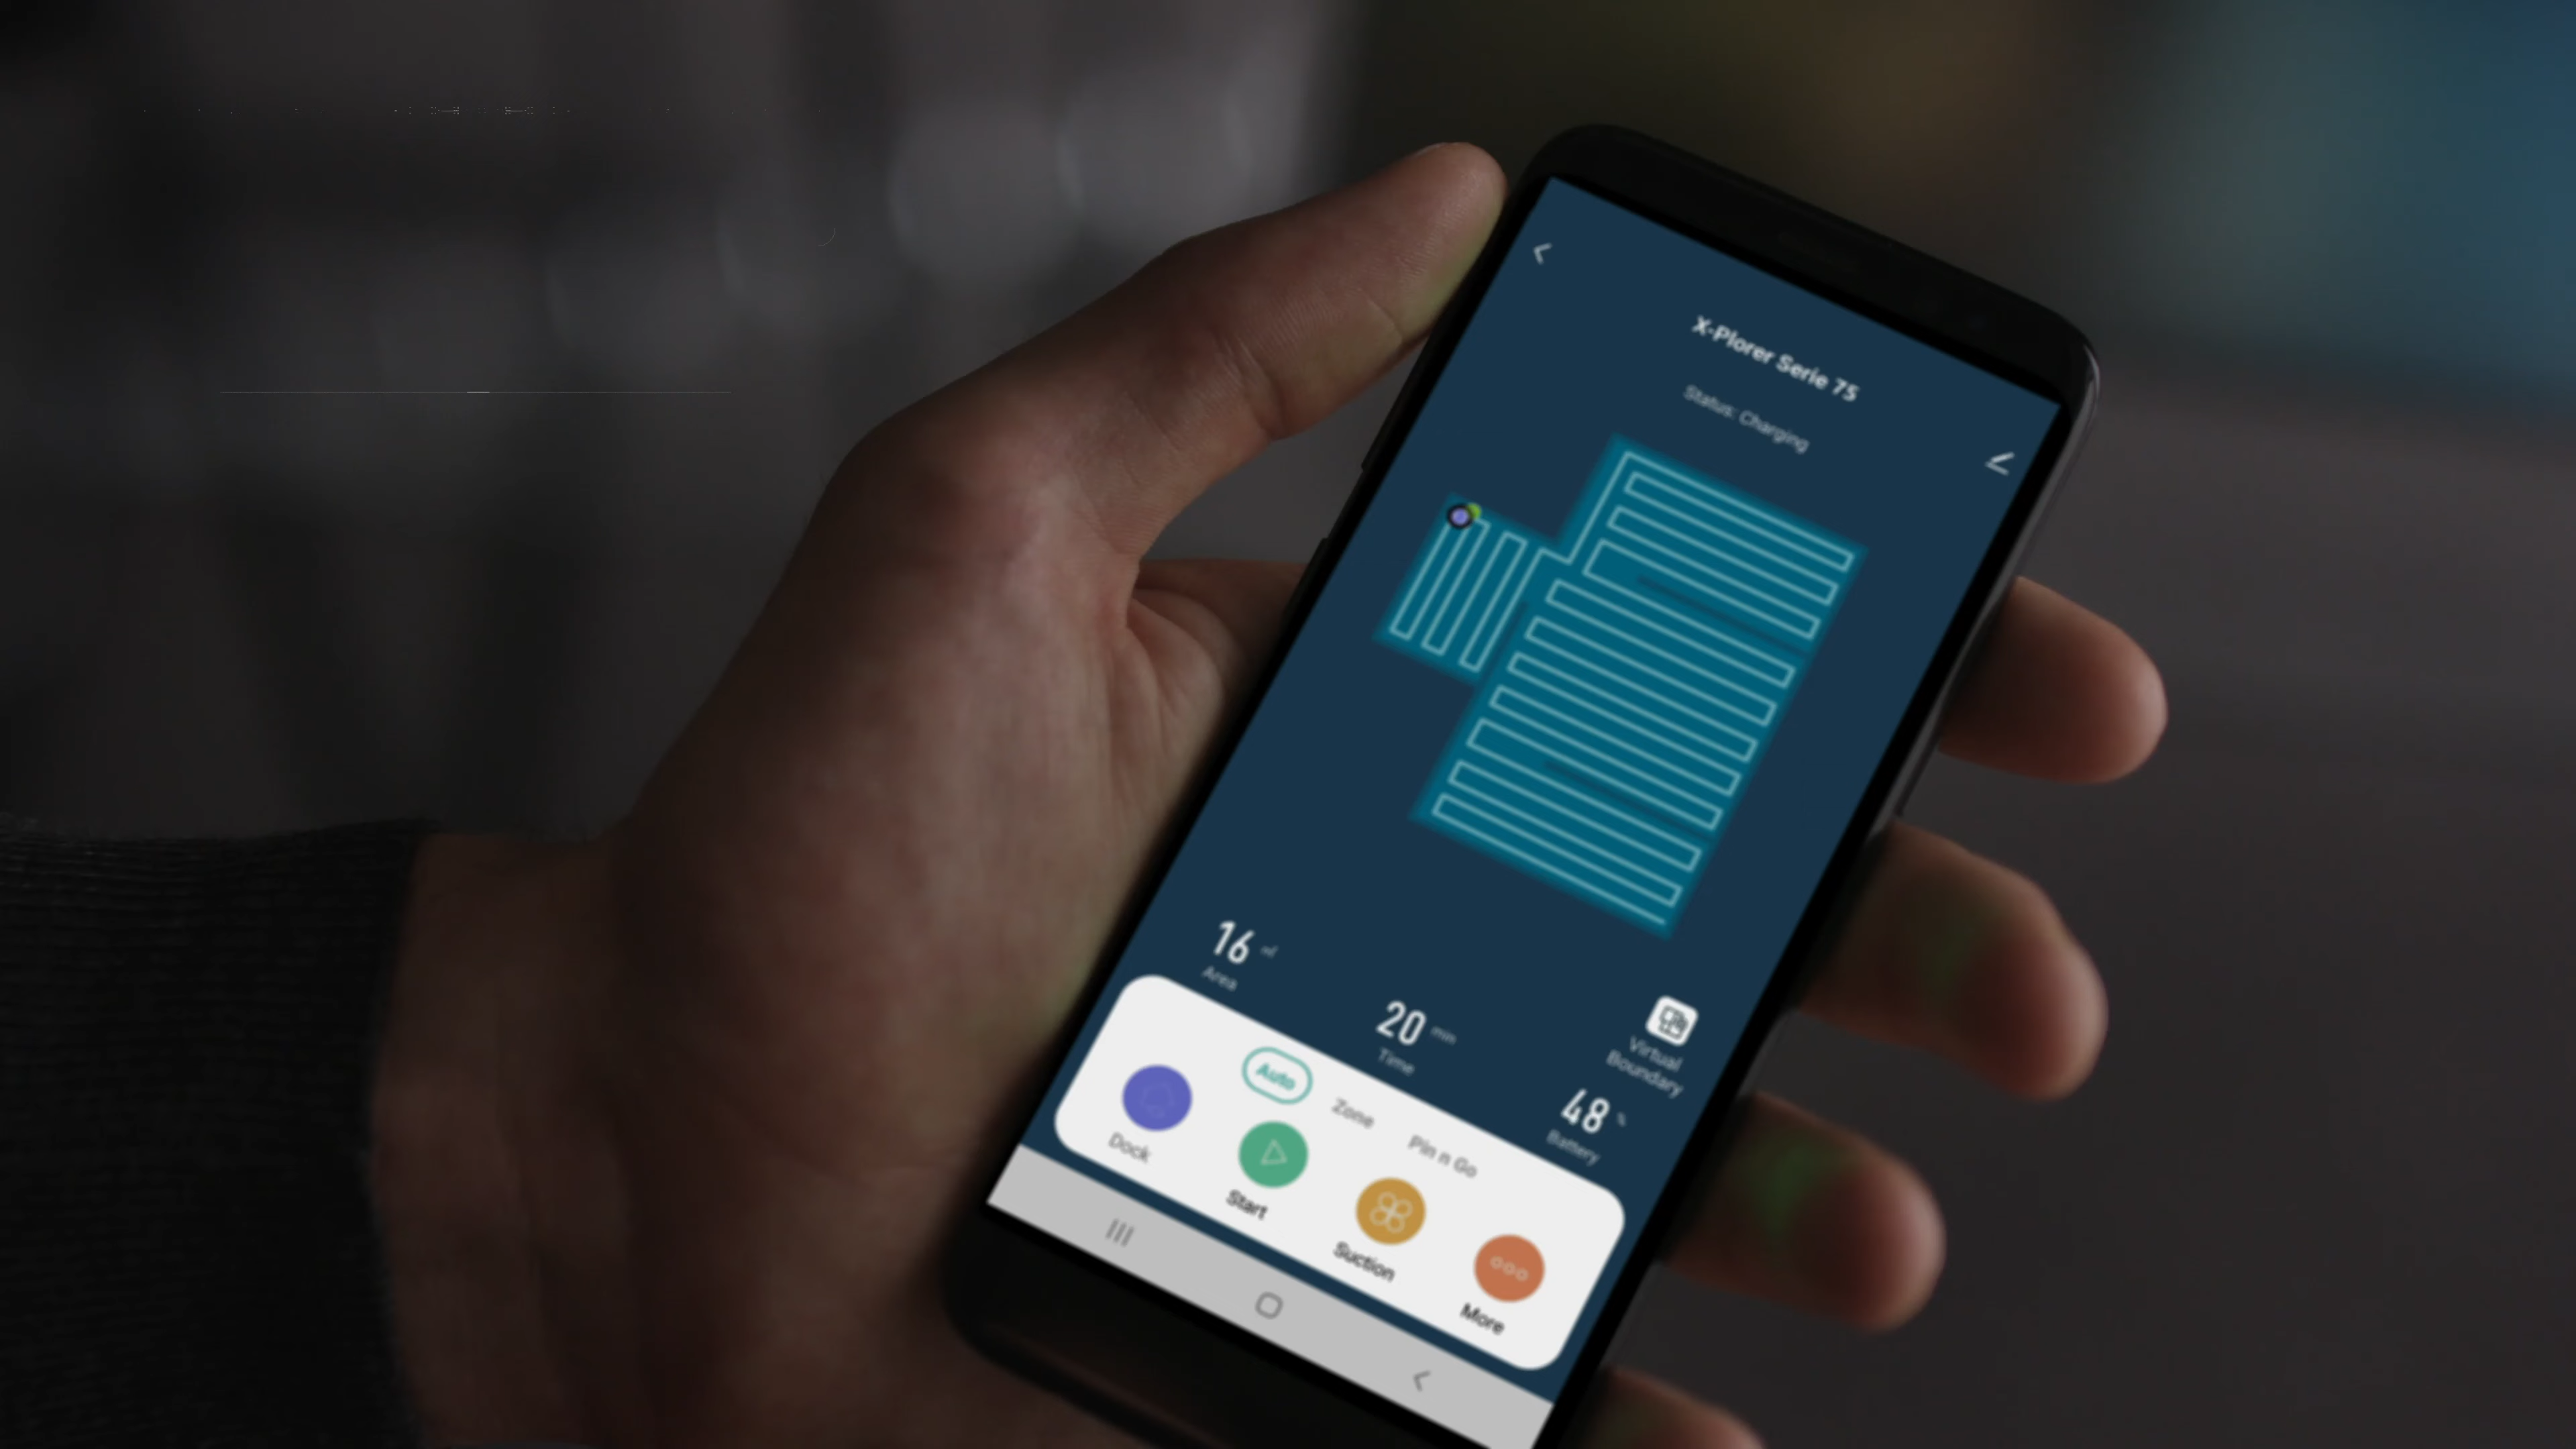 X-Plorer Serie 75
Status: Charging
16
Area
20 min
Time
Virtual
Boundary
48 %
Battery
Auto
Zone
Pin n Go
Dock
Start
Suction
More